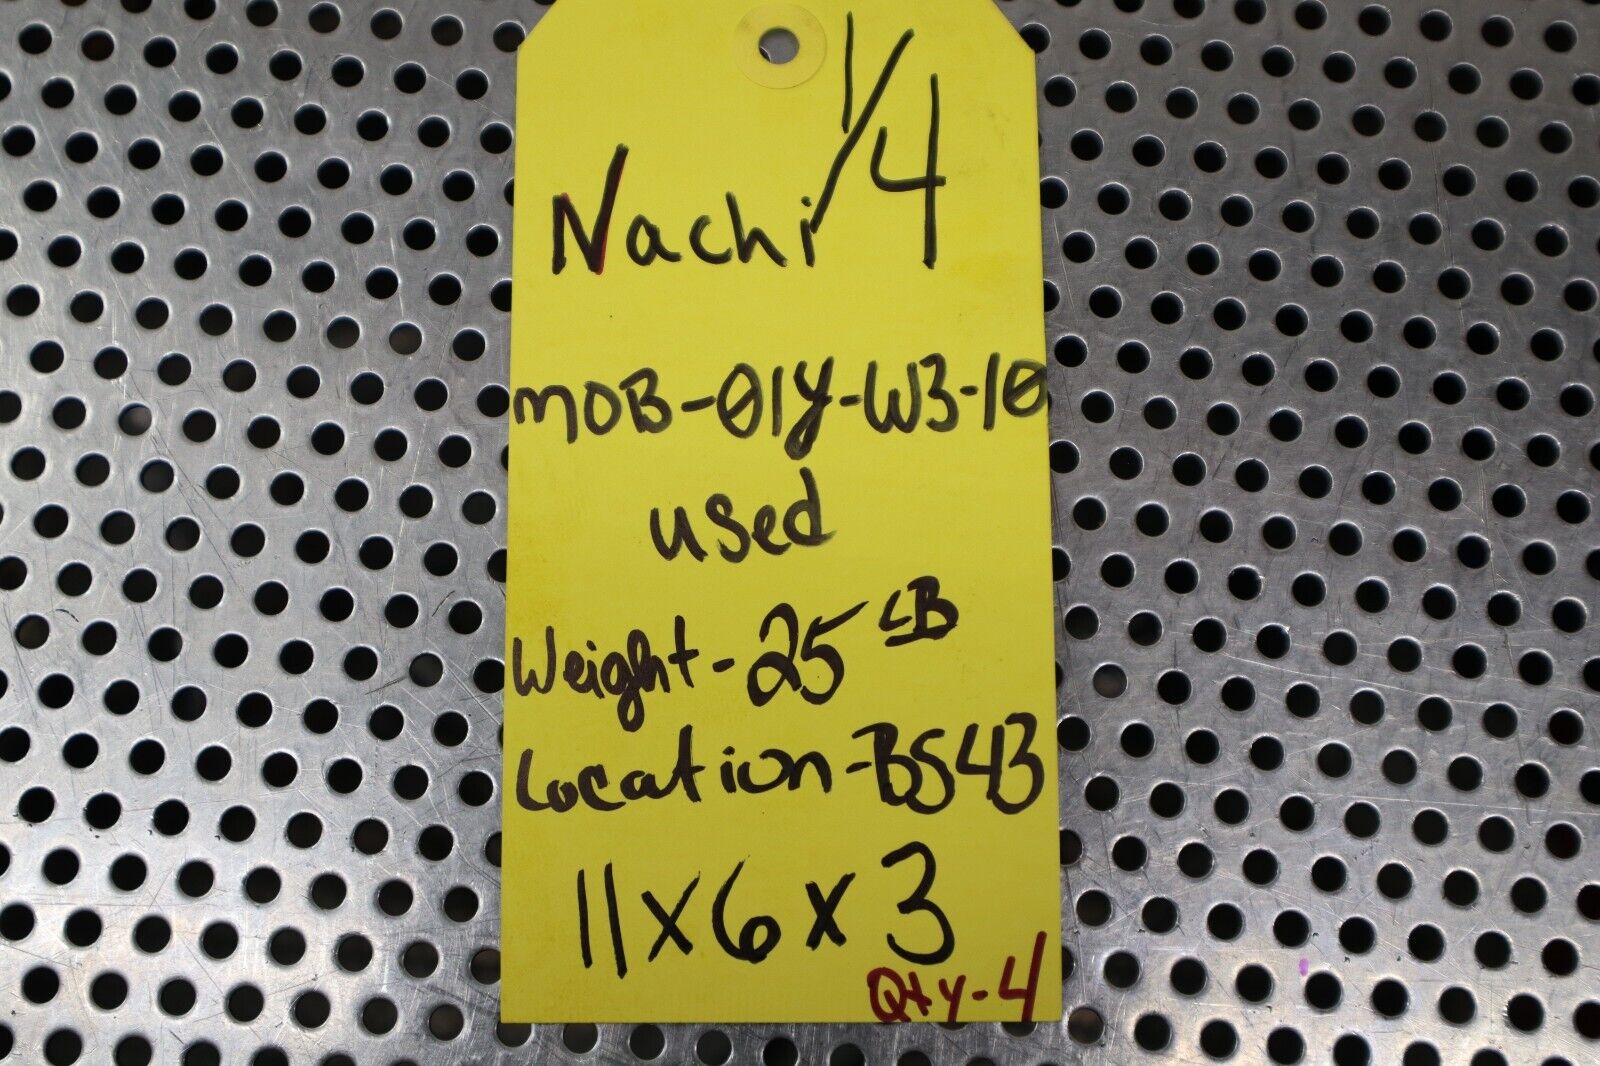 1/4
Nachi
MOB-01Y-W3-10
used
Weight-25 LB
Location-BS43
11x6x3
Qty-4